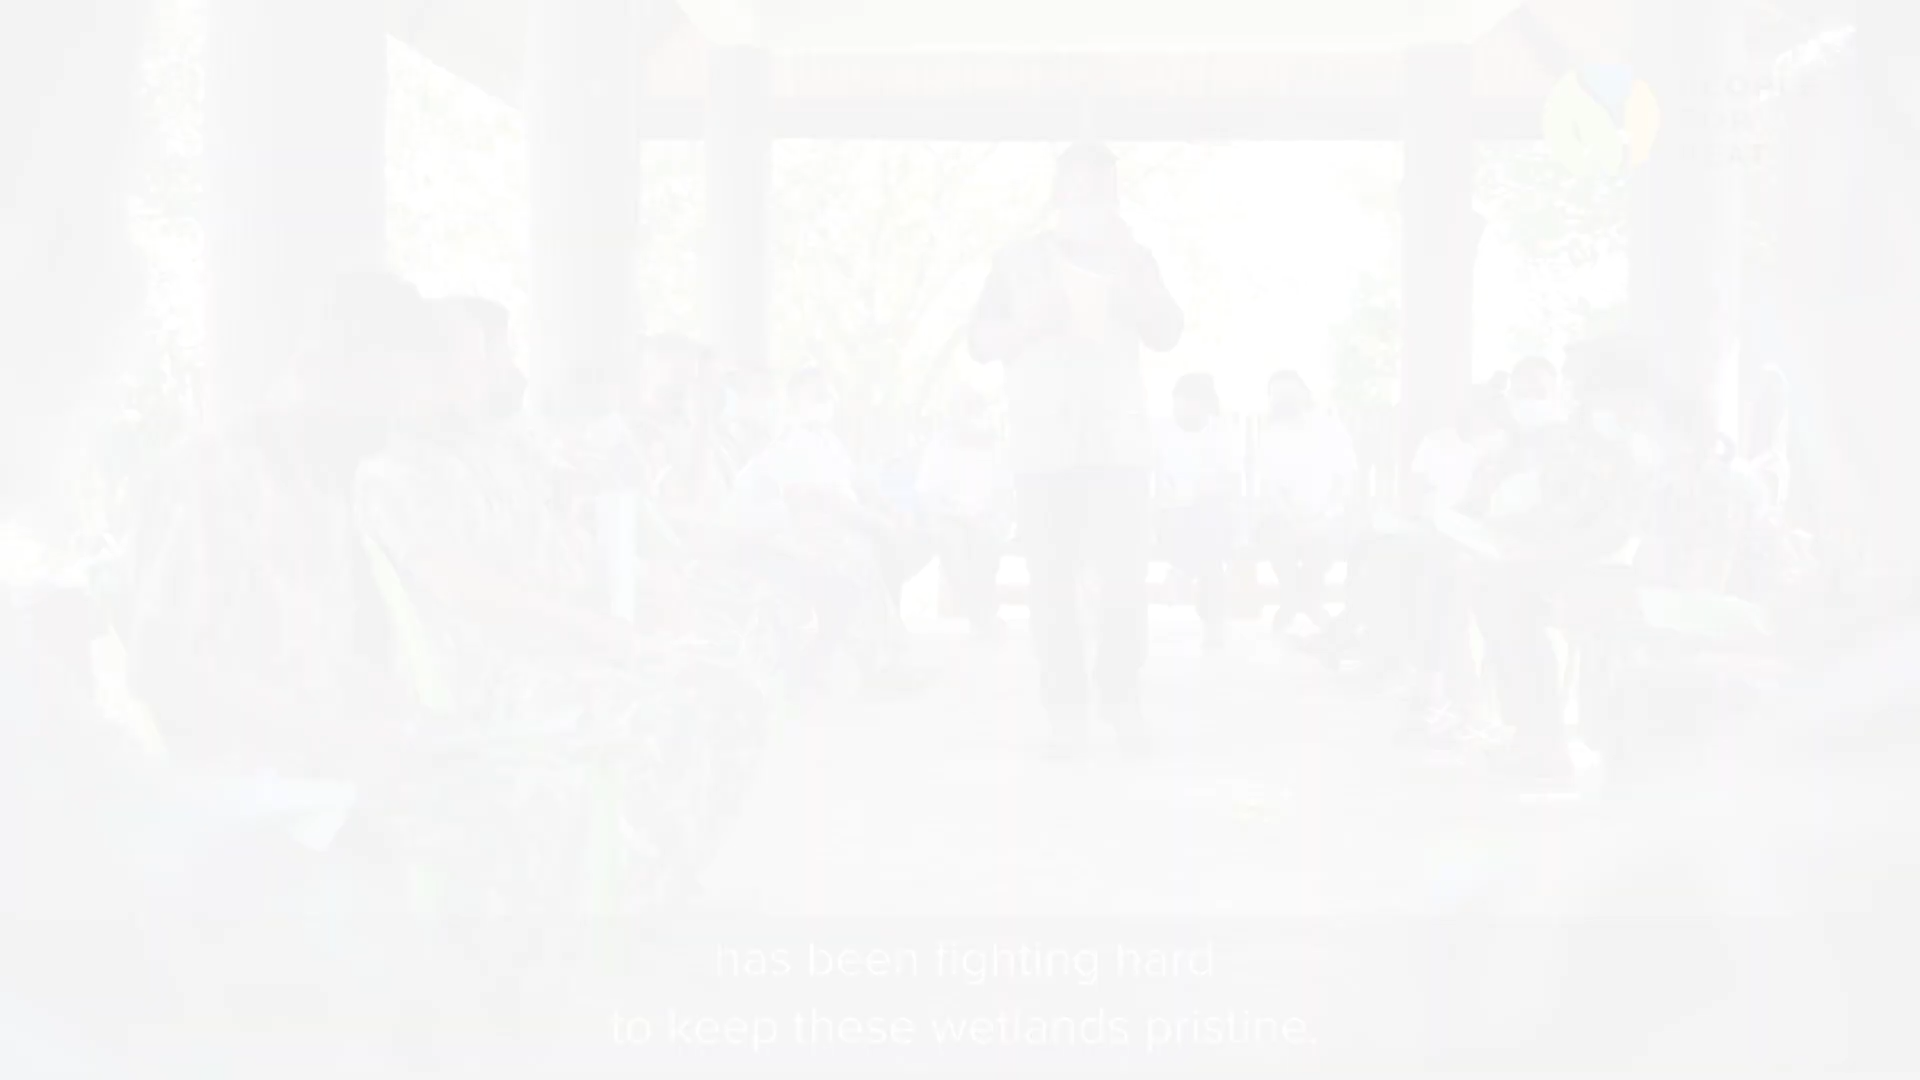 has been fighting hard
to keep these wetlands pristine.